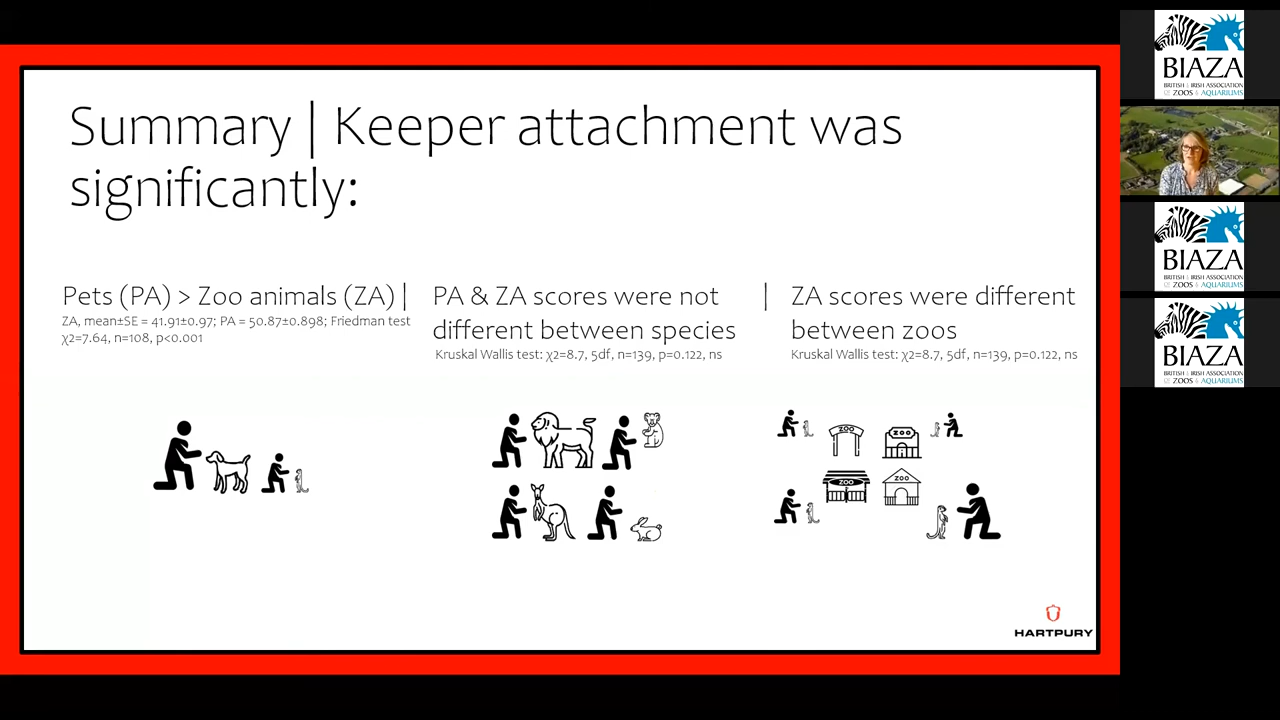 Summary | Keeper attachment was
significantly:
Pets (PA) > Zoo animals (ZA) |
ZA, mean±SE = 41.91±0.97; PA = 50.87±0.898; Friedman test
χ2=7.64, n=108, p<0.001
PA & ZA scores were not
different between species
Kruskal Wallis test: χ2=8.7, 5df, n=139, p=0.122, ns
|
ZA scores were different
between zoos
Kruskal Wallis test: χ2=8.7, 5df, n=139, p=0.122, ns
ZOO
ZOO
ZOO
ZOO
HARTPURY
BIAZA
BRITISH & IRISH ASSOCIATION
OF ZOOS & AQUARIUMS
BIAZA
BRITISH & IRISH ASSOCIATION
OF ZOOS & AQUARIUMS
BIAZA
BRITISH & IRISH ASSOCIATION
OF ZOOS & AQUARIUMS